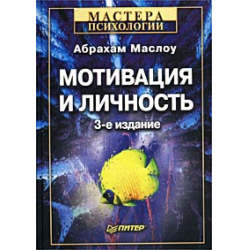 МАСТЕРА
ПСИХОЛОГИИ
Абрахам Маслоу
МОТИВАЦИЯ
И ЛИЧНОСТЬ
3-е издание
ПИТЕР